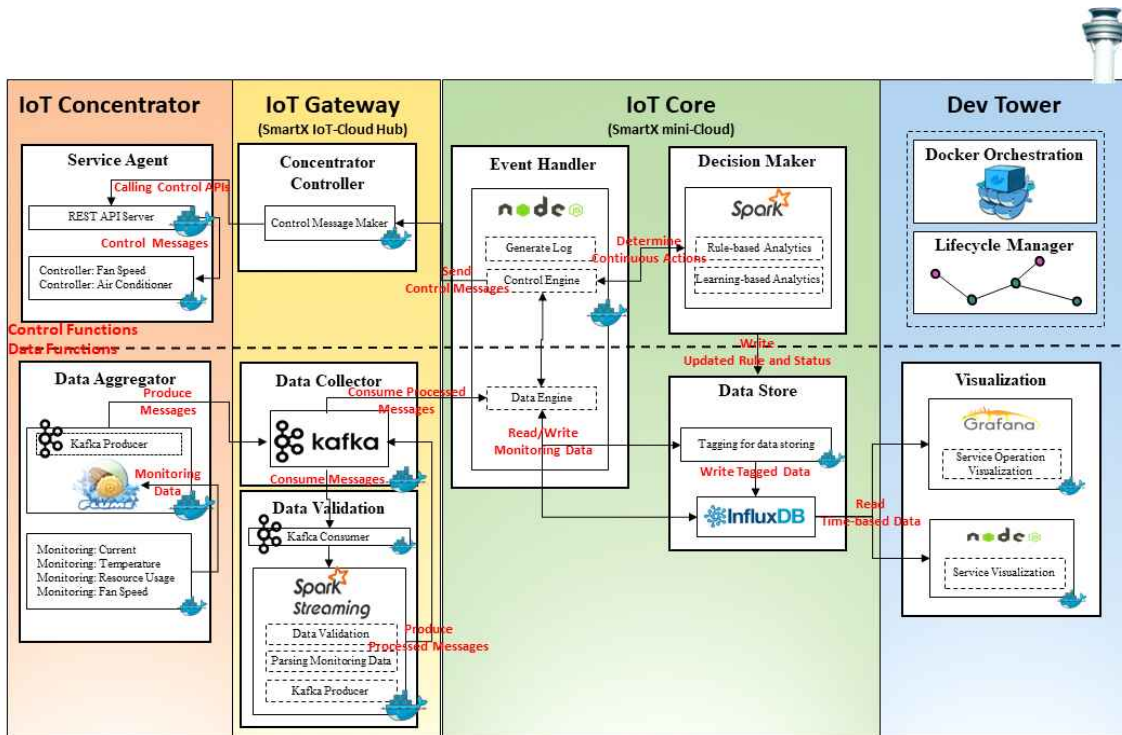 IoT Concentrator
IoT Gateway
(SmartX IoT-Cloud Hub)
IoT Core
(SmartX mini-Cloud)
Dev Tower
Service Agent
Calling Control APIs
REST API Server
Control Messages
Controller: Fan Speed
Controller: Air Conditioner
Concentrator
Controller
Control Message Maker
Event Handler
node JS
Generate Log
Control Engine
Send
Control Messages
Determine
Continuous Actions
Decision Maker
Spark
Rule-based Analytics
Learning-based Analytics
Docker Orchestration
Lifecycle Manager
Control Functions
Data Functions
Data Aggregator
Produce
Messages
Kafka Producer
flume
Monitoring
Data
Monitoring: Current
Monitoring: Temperature
Monitoring: Resource Usage
Monitoring: Fan Speed
Data Collector
Consume Processed
Messages
kafka
Consume Messages
Data Validation
Kafka Consumer
Spark
Streaming
Data Validation
Parsing Monitoring Data
Kafka Producer
Produce
Processed Messages
Data Engine
Read/Write
Monitoring Data
Write
Updated Rule and Status
Data Store
Tagging for data storing
Write Tagged Data
InfluxDB
Read
Time-based Data
Visualization
Grafana
Service Operation
Visualization
node JS
Service Visualization